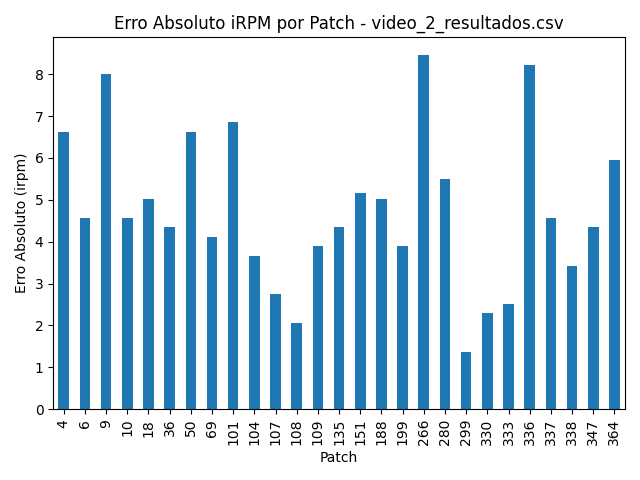 Erro Absoluto iRPM por Patch - video_2_resultados.csv
Erro Absoluto (irpm)
8
7
6
5
4
3
2
1
0
4 6 9 10 18 36 50 69 101 104 107 108 109 135 151 188 199 266 280 299 330 333 336 337 338 347 364
Patch